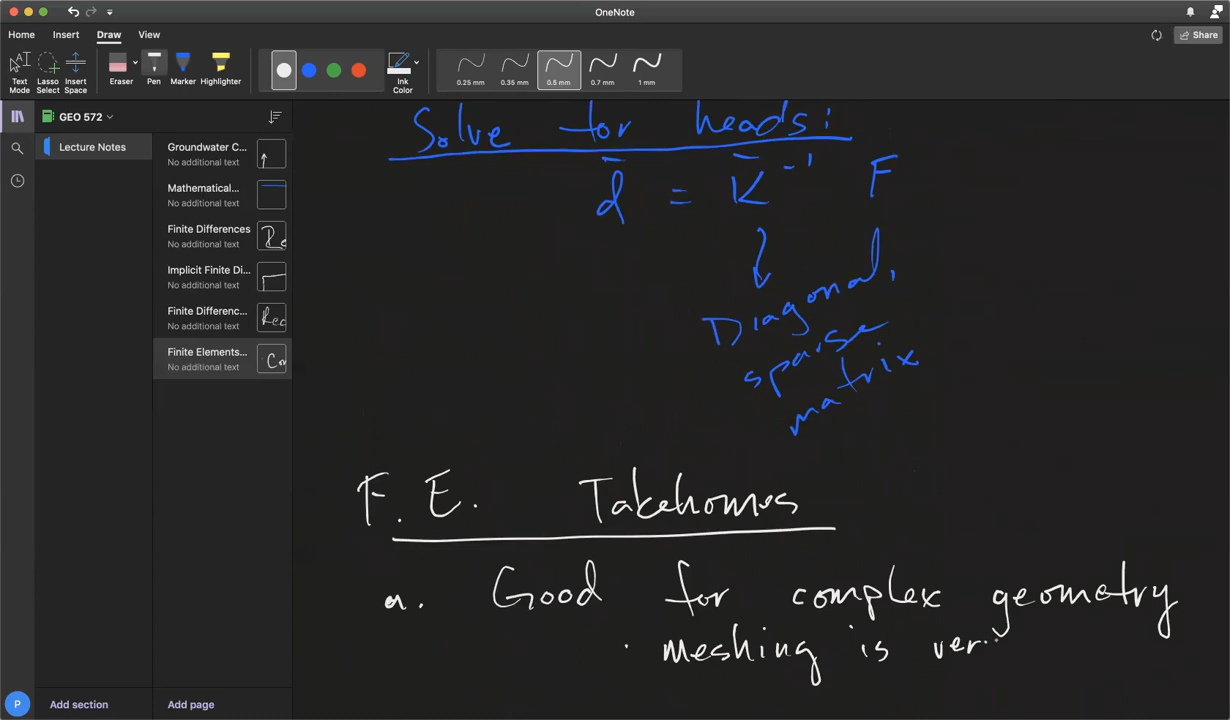 OneNote
Home Insert Draw View
Share
Text Mode
Lasso Select
Insert Space
Eraser
Pen
Marker
Highlighter
Ink Color
0.25 mm
0.35 mm
0.5 mm
0.7 mm
1 mm
GEO 572
Lecture Notes
Groundwater C...
No additional text
Mathematical...
No additional text
Finite Differences
No additional text
Implicit Finite Di...
No additional text
Finite Differenc...
No additional text
Finite Elements...
No additional text
P
Add section
Add page
Solve for heads:
d̄ = K̄⁻¹ F
Diagonal,
sparse
matrix
F. E. Takehomes
a. Good for complex geometry
· meshing is ver